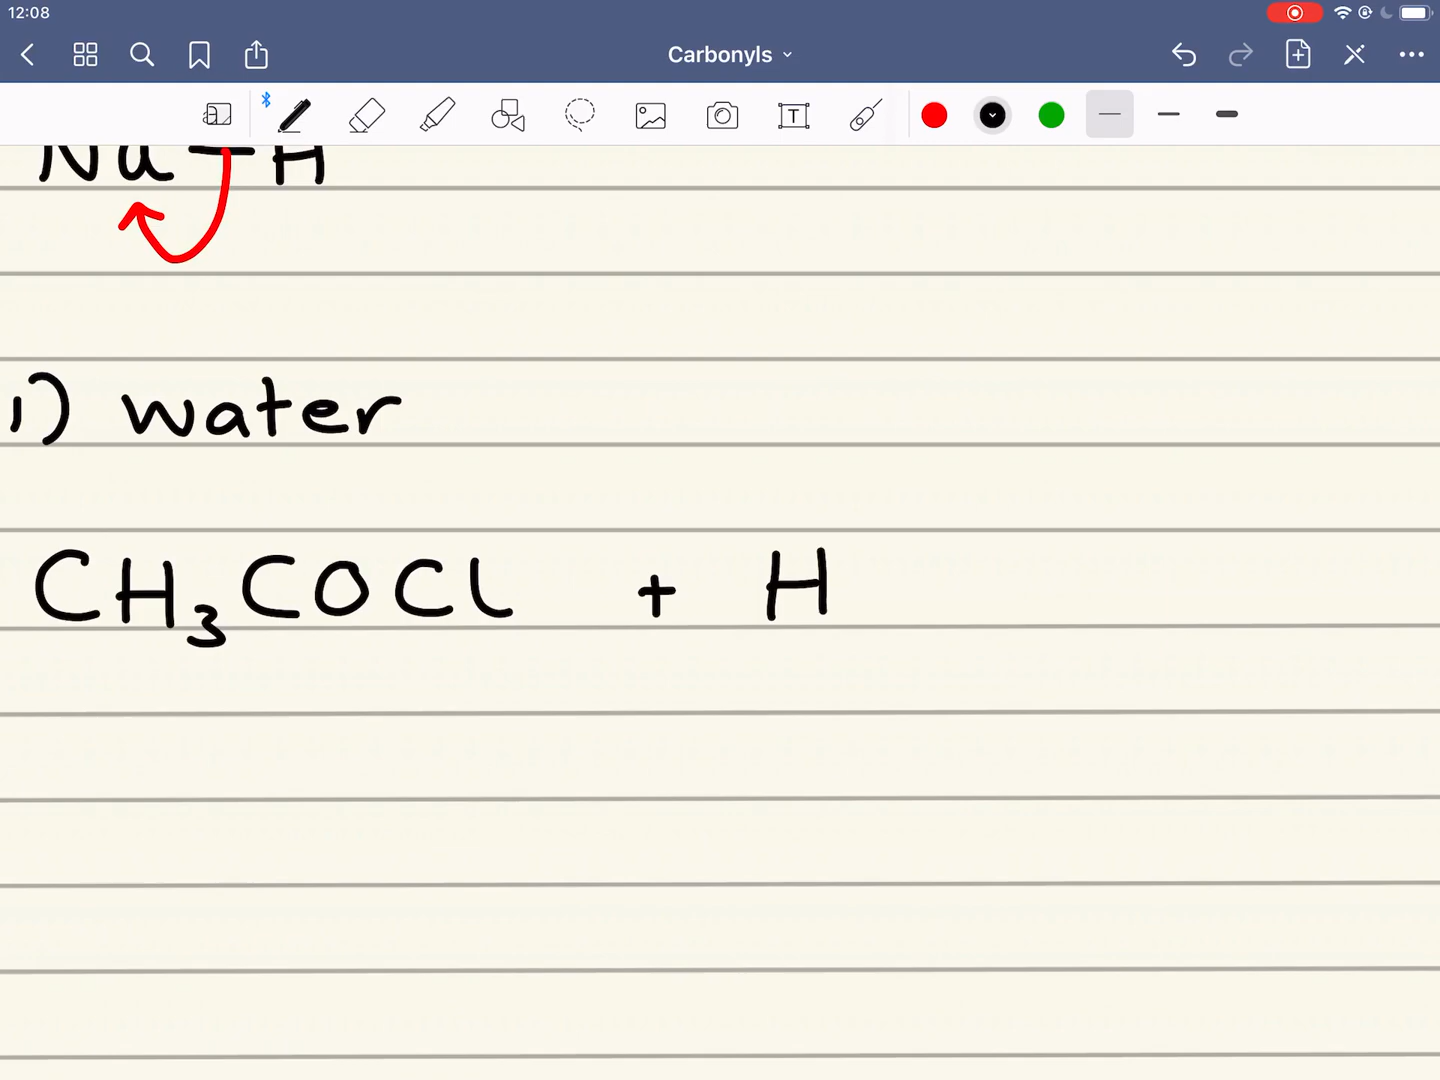 12:08
Carbonyls
T
Nu — H
1) water
CH₃COCl + H